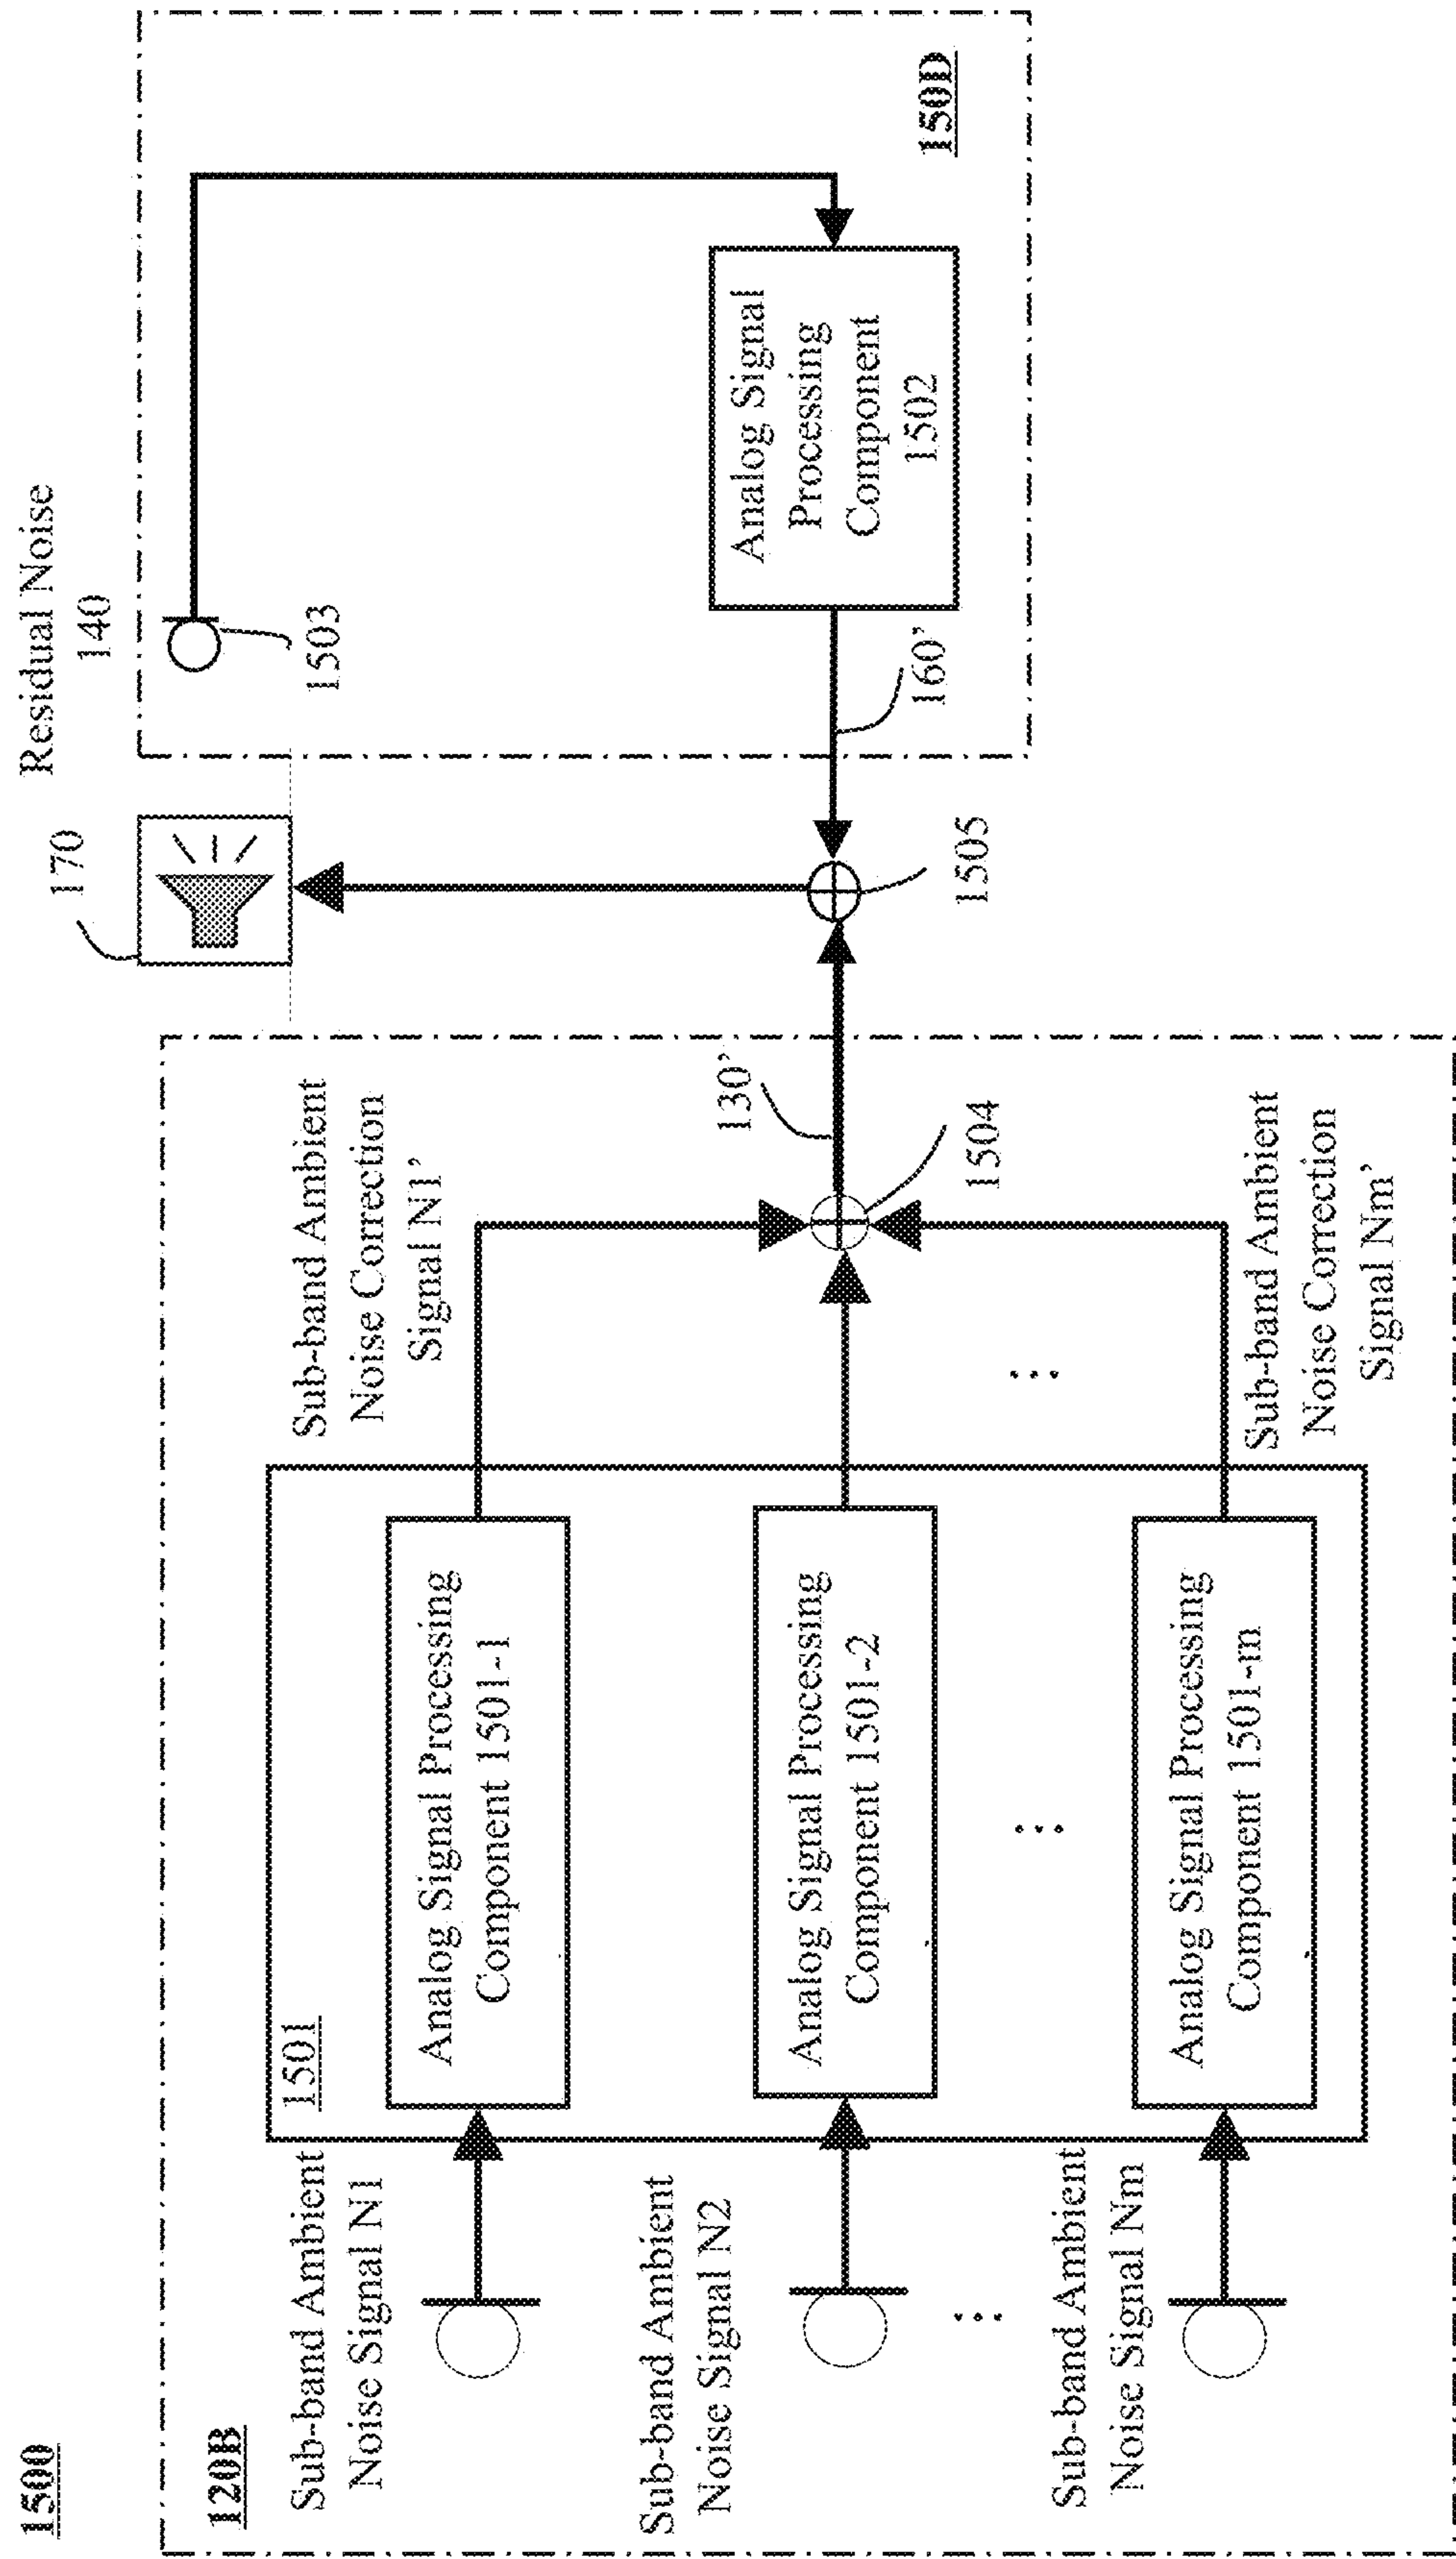 1500
120B
Sub-band Ambient
Noise Signal N1
Sub-band Ambient
Noise Signal N2
...
Sub-band Ambient
Noise Signal Nm
1501
Analog Signal Processing
Component 1501-1
Analog Signal Processing
Component 1501-2
...
Analog Signal Processing
Component 1501-m
Sub-band Ambient
Noise Correction
Signal N1’
...
Sub-band Ambient
Noise Correction
Signal Nm’
130’
1504
170
1505
Residual Noise
140
1503
160’
Analog Signal
Processing
Component
1502
150D